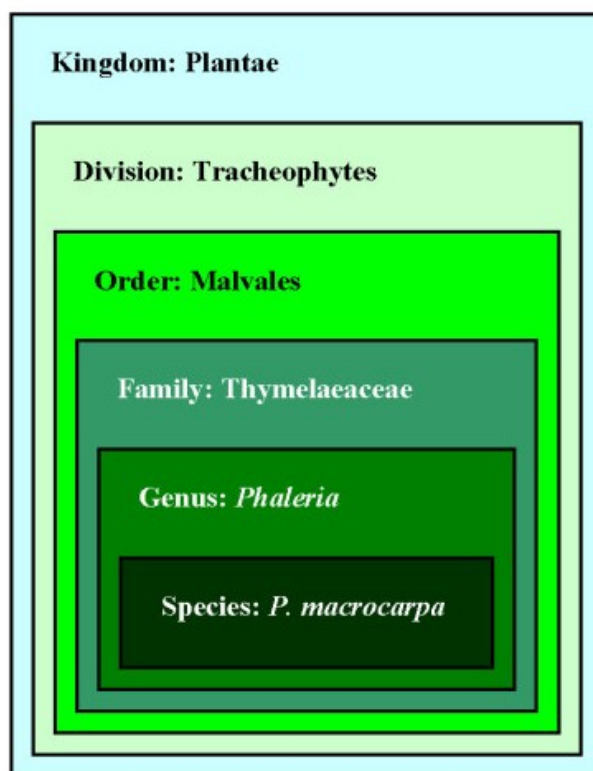 Kingdom: Plantae
Division: Tracheophytes
Order: Malvales
Family: Thymelaeaceae
Genus: Phaleria
Species: P. macrocarpa